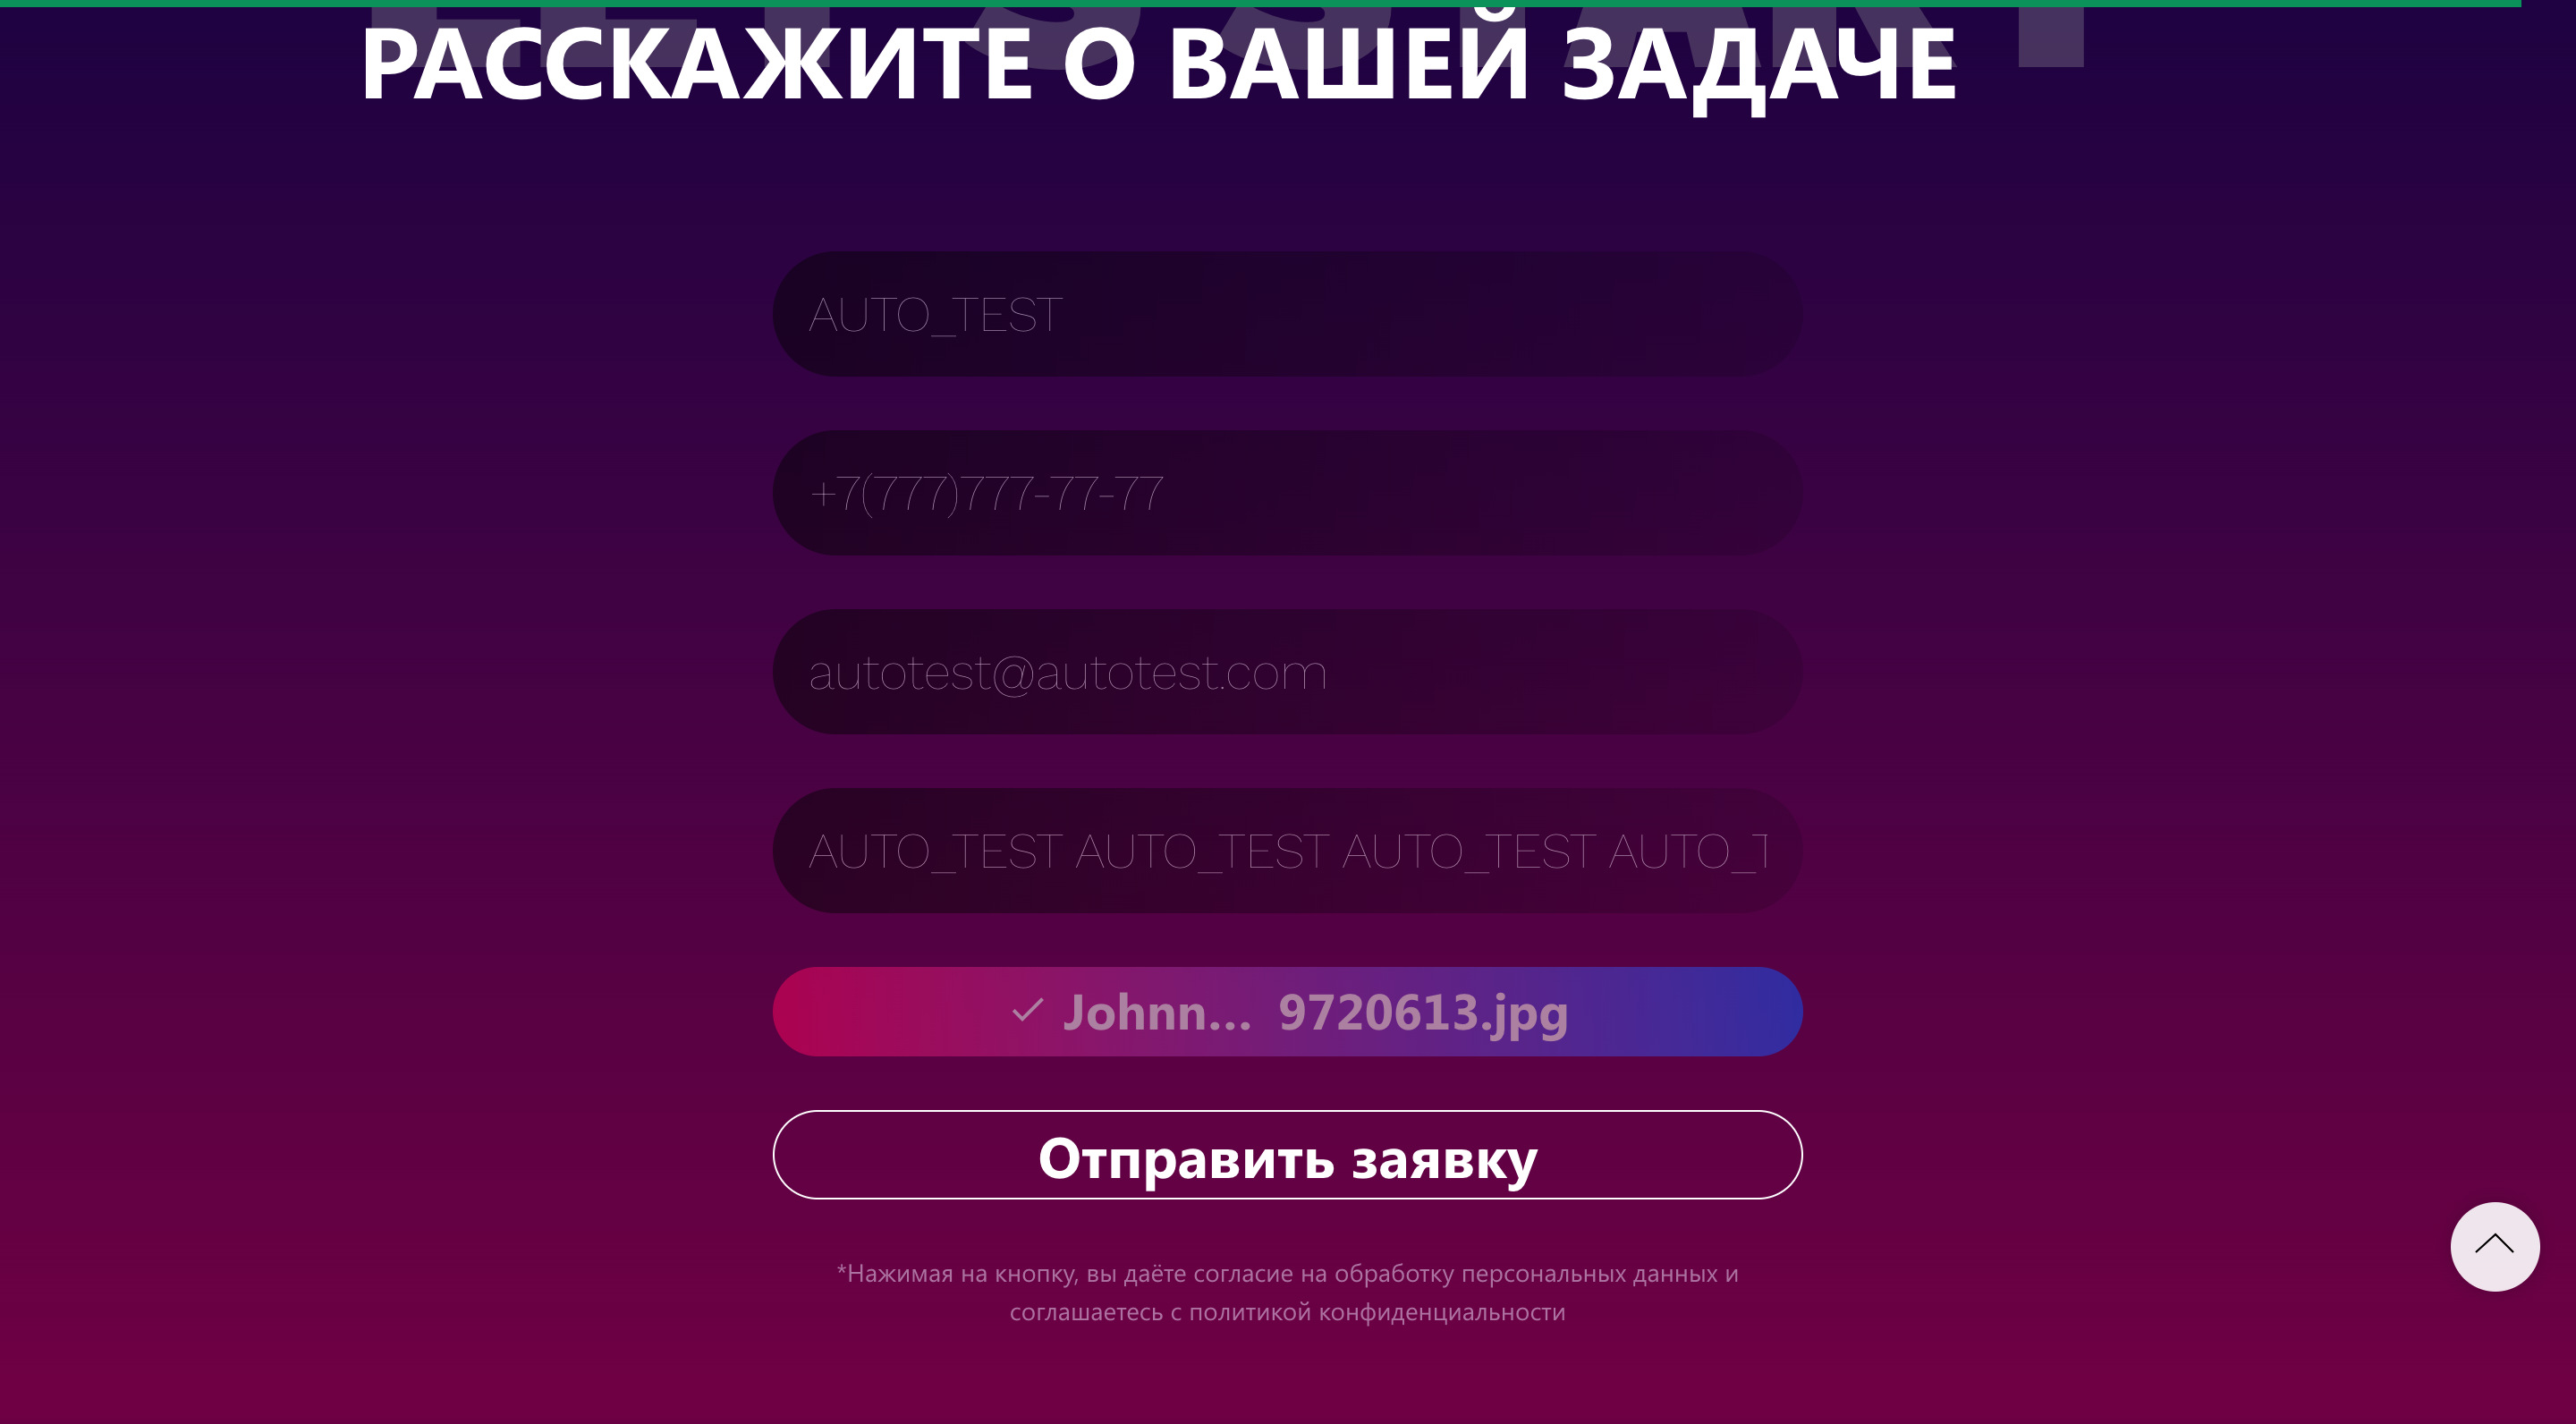 РАССКАЖИТЕ О ВАШЕЙ ЗАДАЧЕ
AUTO_TEST
+7(777)777-77-77
autotest@autotest.com
AUTO_TEST AUTO_TEST AUTO_TEST AUTO_T
Johnn... 9720613.jpg
Отправить заявку
*Нажимая на кнопку, вы даёте согласие на обработку персональных данных и
соглашаетесь с политикой конфиденциальности